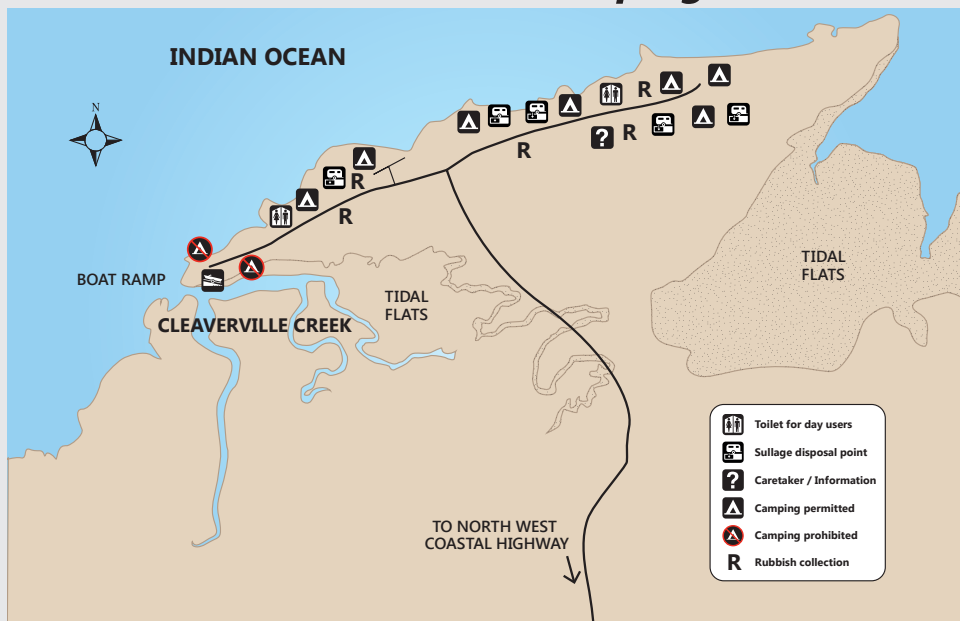 INDIAN OCEAN
N
R
R
R
R
R
BOAT RAMP
CLEAVERVILLE CREEK
TIDAL
FLATS
TIDAL
FLATS
TO NORTH WEST
COASTAL HIGHWAY
Toilet for day users
Sullage disposal point
? Caretaker / Information
Camping permitted
Camping prohibited
R Rubbish collection